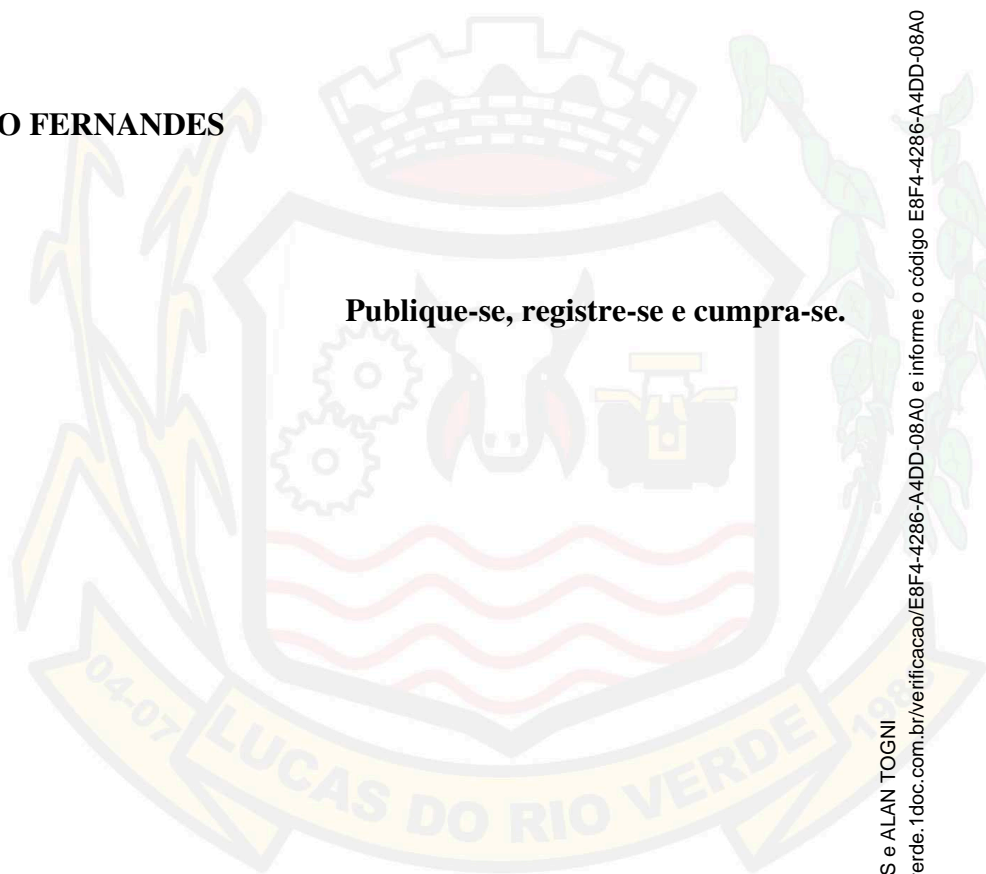 O FERNANDES
Publique-se, registre-se e cumpra-se.
04-07
LUCAS DO RIO VERDE
1988
S e ALAN TOGNI
erde.1doc.com.br/verificacao/E8F4-4286-A4DD-08A0 e informe o código E8F4-4286-A4DD-08A0